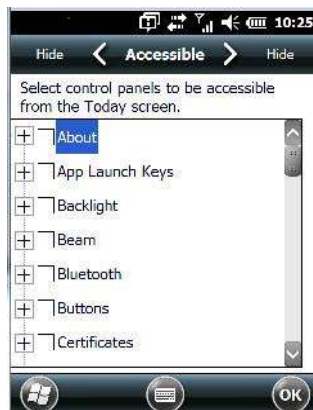 10:25
Hide Accessible Hide
Select control panels to be accessible
from the Today screen.
About
App Launch Keys
Backlight
Beam
Bluetooth
Buttons
Certificates
OK